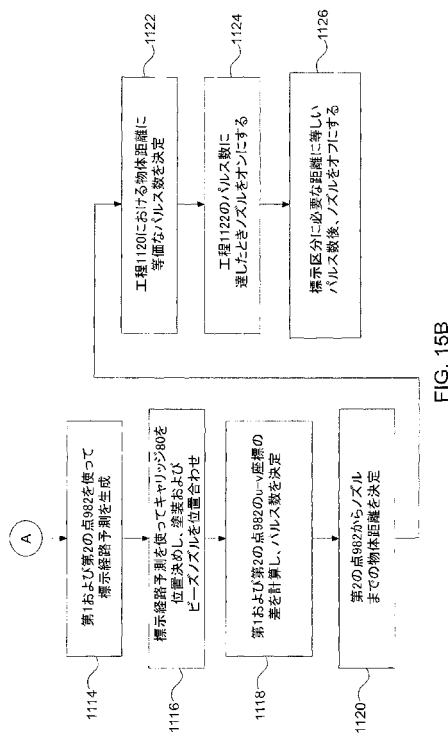 A
第1および第2の点982を使って
標示経路予測を生成
1114
標示経路予測を使ってキャリッジ80を
位置決めし、塗装および
ビーズノズルを位置合わせ
1116
第1および第2の点982のu-v座標の
差を計算し、パルス数を決定
1118
第2の点982からノズル
までの物体距離を決定
1120
工程1120における物体距離に
等価なパルス数を決定
1122
工程1122のパルス数に
達したときノズルをオンにする
1124
標示区分に必要な距離に等しい
パルス数後、ノズルをオフにする
1126
FIG. 15B